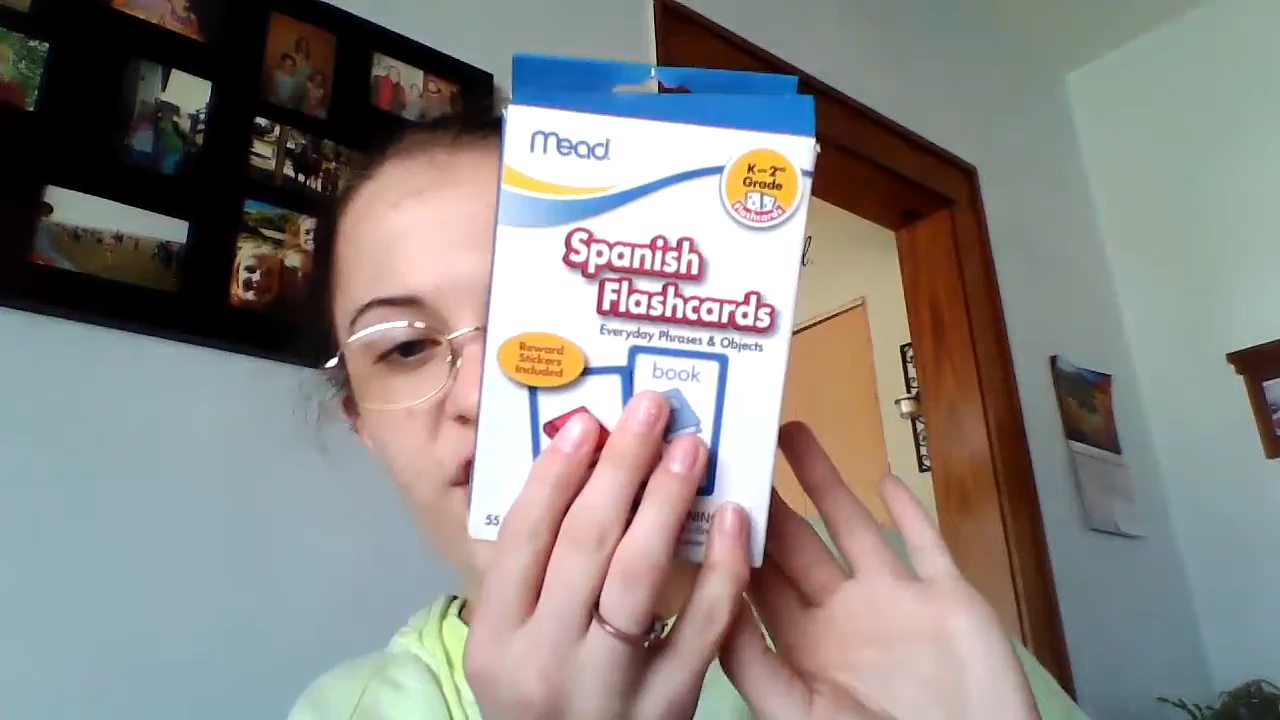 Mead
K-2nd
Grade
Flashcards
Spanish
Flashcards
Everyday Phrases & Objects
Reward
Stickers
Included
book
55